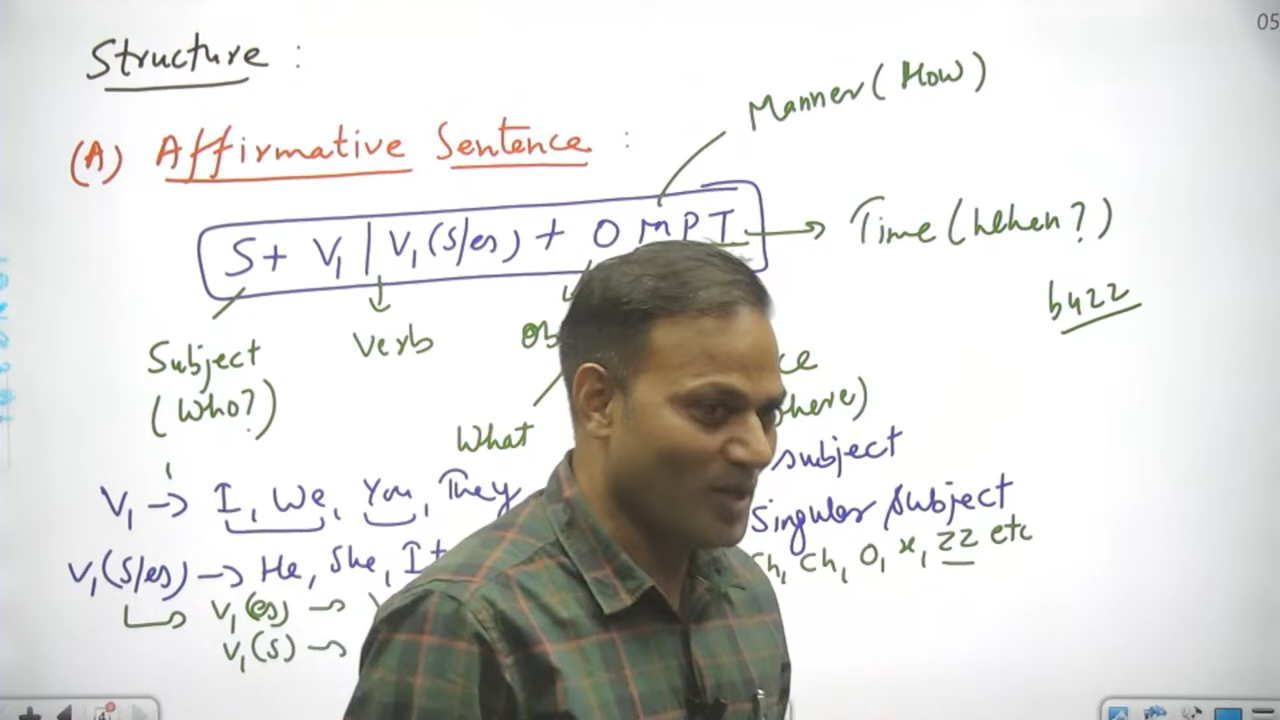 05
Structure :
Manner (How)
(A) Affirmative Sentence :
S + V₁ | V₁(s/es) + O M P T
Time (When?)
buzz
Subject
Verb
(Who?)
What
V₁ → I, We, You, They
subject
V₁(s/es) → He, She, It
Singular subject
V₁(es) →
ch, O, x, zz etc
V₁(s) →